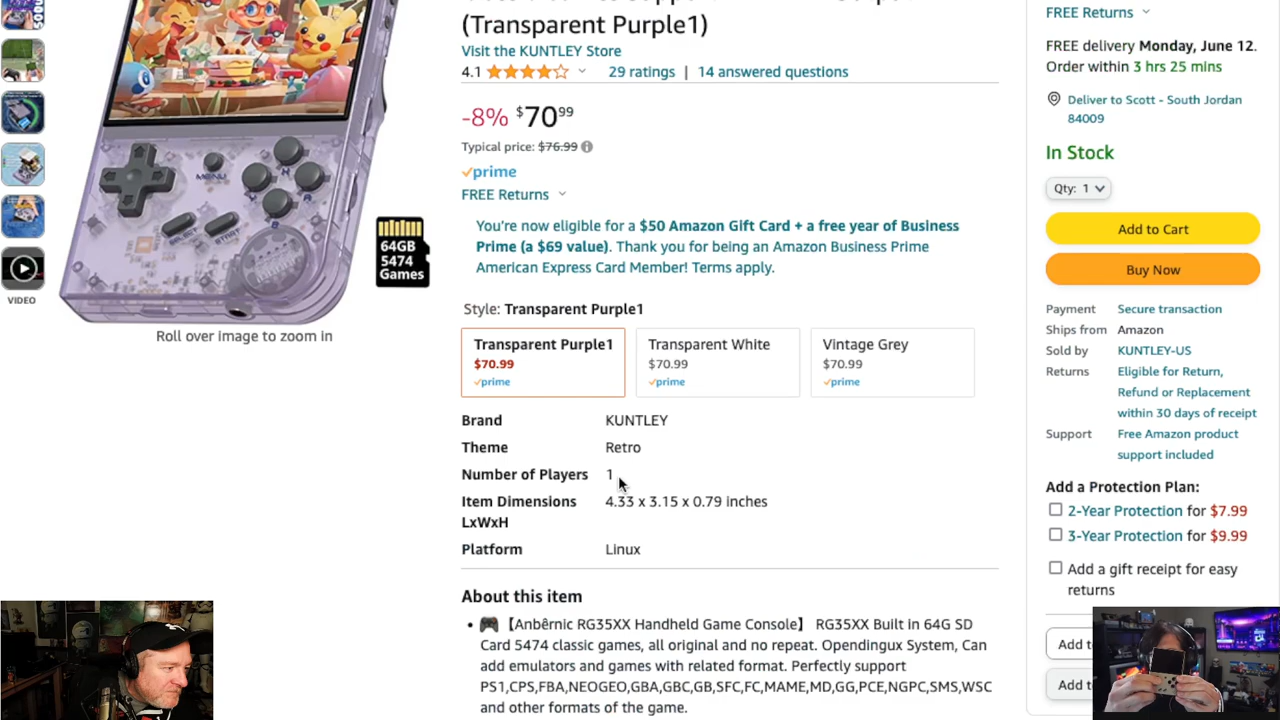 (Transparent Purple1)
Visit the KUNTLEY Store
4.1
29 ratings | 14 answered questions
-8% $70.99
Typical price: $76.99
prime
FREE Returns
You're now eligible for a $50 Amazon Gift Card + a free year of Business
Prime (a $69 value). Thank you for being an Amazon Business Prime
American Express Card Member! Terms apply.
Style: Transparent Purple1
Transparent Purple1
$70.99
prime
Transparent White
$70.99
prime
Vintage Grey
$70.99
prime
Brand KUNTLEY
Theme Retro
Number of Players 1
Item Dimensions 4.33 x 3.15 x 0.79 inches
LxWxH
Platform Linux
About this item
• 🎮【Anbêrnic RG35XX Handheld Game Console】 RG35XX Built in 64G SD
Card 5474 classic games, all original and no repeat. Opendingux System, Can
add emulators and games with related format. Perfectly support
PS1,CPS,FBA,NEOGEO,GBA,GBC,GB,SFC,FC,MAME,MD,GG,PCE,NGPC,SMS,WSC
and other formats of the game.
MENU
SELECT
START
64GB
5474
Games
VIDEO
Roll over image to zoom in
FREE Returns
FREE delivery Monday, June 12.
Order within 3 hrs 25 mins
Deliver to Scott - South Jordan
84009
In Stock
Qty: 1
Add to Cart
Buy Now
Payment Secure transaction
Ships from Amazon
Sold by KUNTLEY-US
Returns Eligible for Return,
Refund or Replacement
within 30 days of receipt
Support Free Amazon product
support included
Add a Protection Plan:
2-Year Protection for $7.99
3-Year Protection for $9.99
Add a gift receipt for easy
returns
Add to
Add to